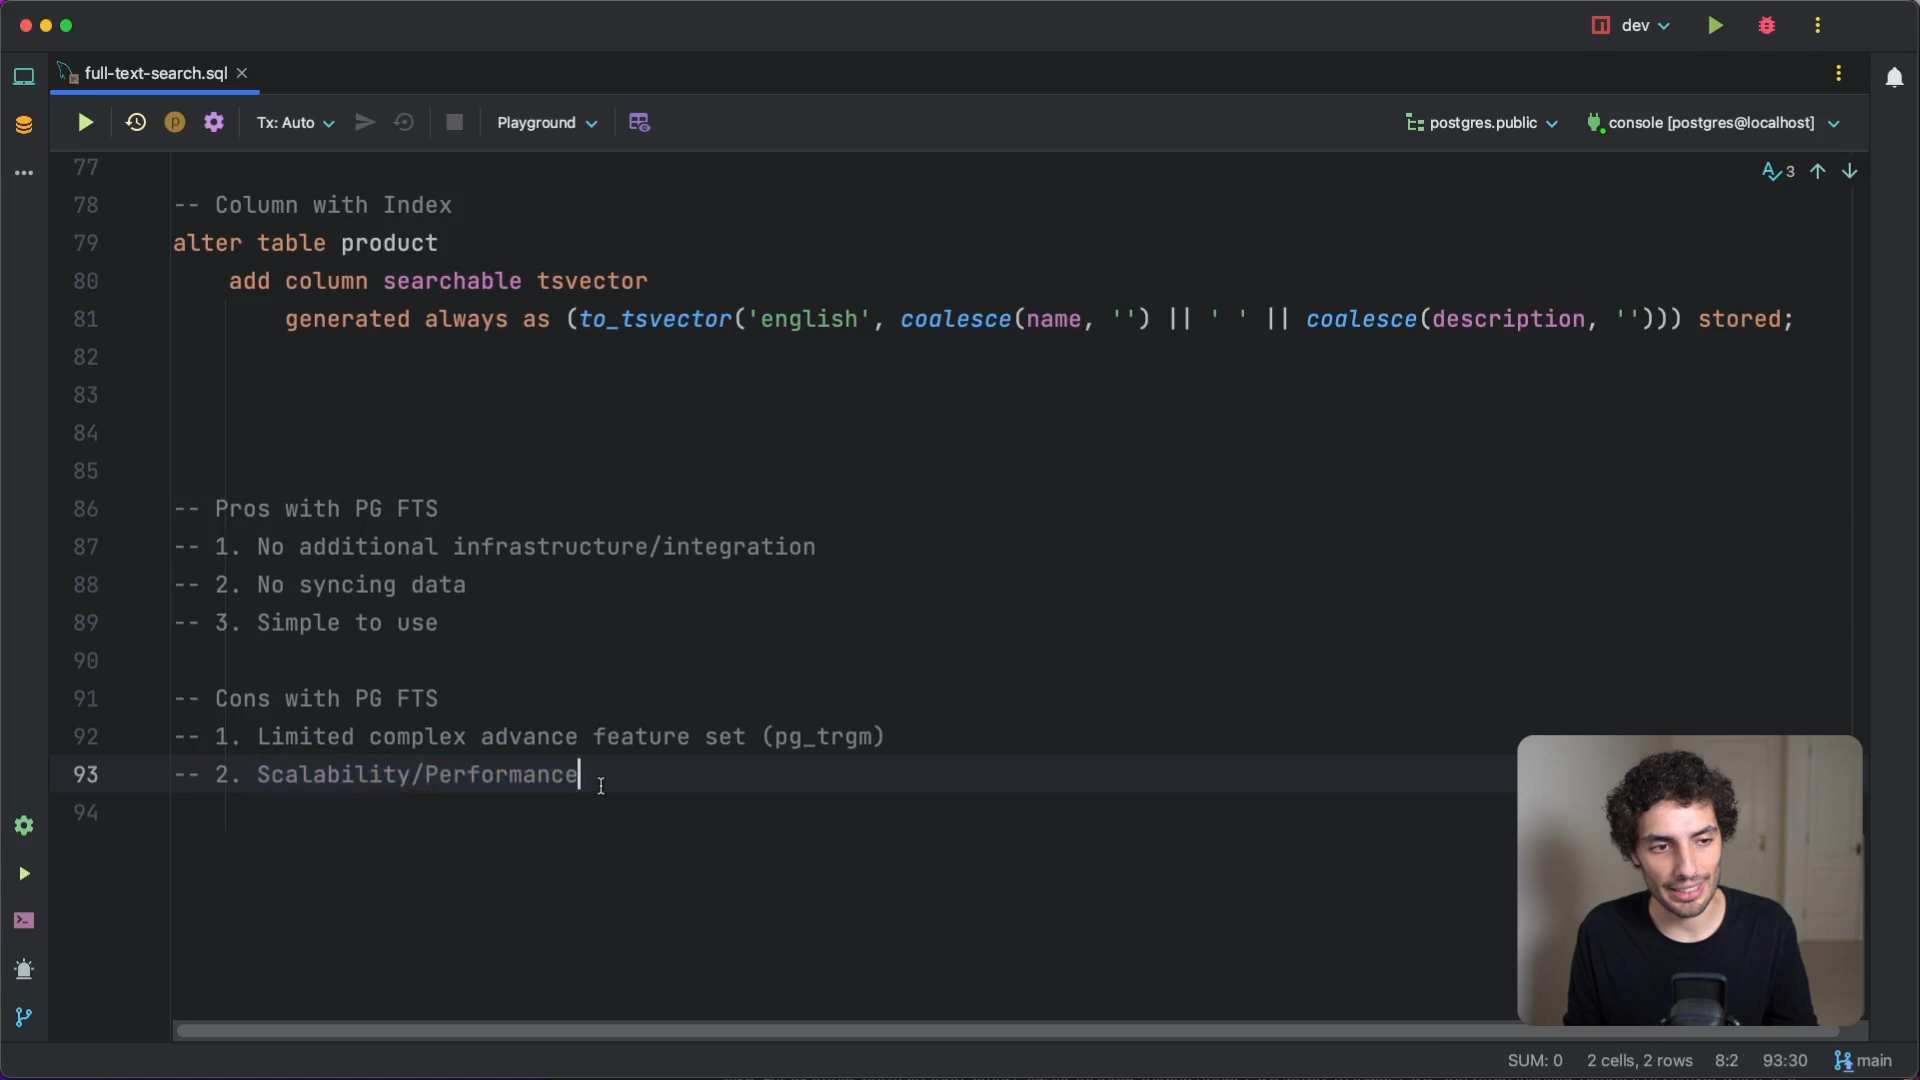 dev
full-text-search.sql
p
Tx: Auto
Playground
postgres.public
console [postgres@localhost]
3
77
78 -- Column with Index
79 alter table product
80 add column searchable tsvector
81 generated always as (to_tsvector('english', coalesce(name, '') || ' ' || coalesce(description, ''))) stored;
82
83
84
85
86 -- Pros with PG FTS
87 -- 1. No additional infrastructure/integration
88 -- 2. No syncing data
89 -- 3. Simple to use
90
91 -- Cons with PG FTS
92 -- 1. Limited complex advance feature set (pg_trgm)
93 -- 2. Scalability/Performance
94
SUM: 0 2 cells, 2 rows 8:2 93:30 main